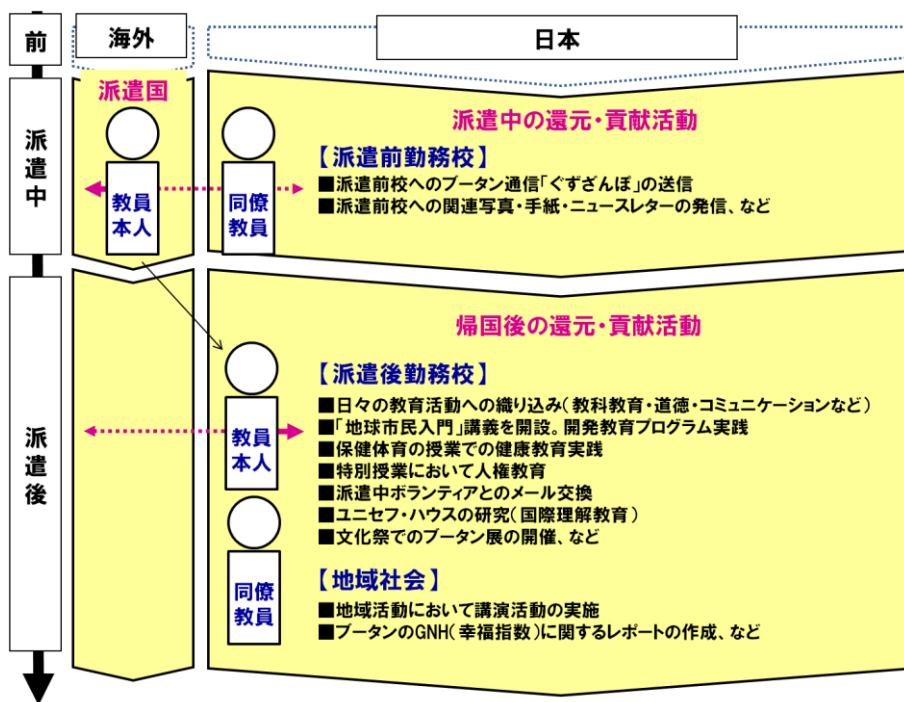 前
海外
日本
派遣中
派遣国
教員
本人
同僚
教員
派遣中の還元・貢献活動
【派遣前勤務校】
■派遣前校へのブータン通信「ぐずざんぽ」の送信
■派遣前校への関連写真・手紙・ニュースレターの発信、など
派遣後
帰国後の還元・貢献活動
教員
本人
【派遣後勤務校】
■日々の教育活動への織り込み（教科教育・道徳・コミュニケーションなど）
■「地球市民入門」講義を開設。開発教育プログラム実践
■保健体育の授業での健康教育実践
■特別授業において人権教育
■派遣中ボランティアとのメール交換
■ユニセフ・ハウスの研究（国際理解教育）
■文化祭でのブータン展の開催、など
同僚
教員
【地域社会】
■地域活動において講演活動の実施
■ブータンのGNH（幸福指数）に関するレポートの作成、など